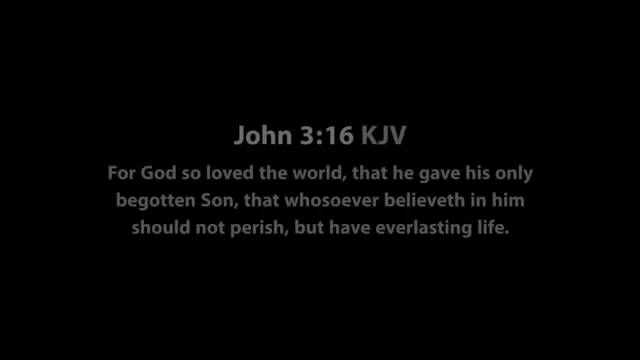 John 3:16 KJV
For God so loved the world, that he gave his only
begotten Son, that whosoever believeth in him
should not perish, but have everlasting life.